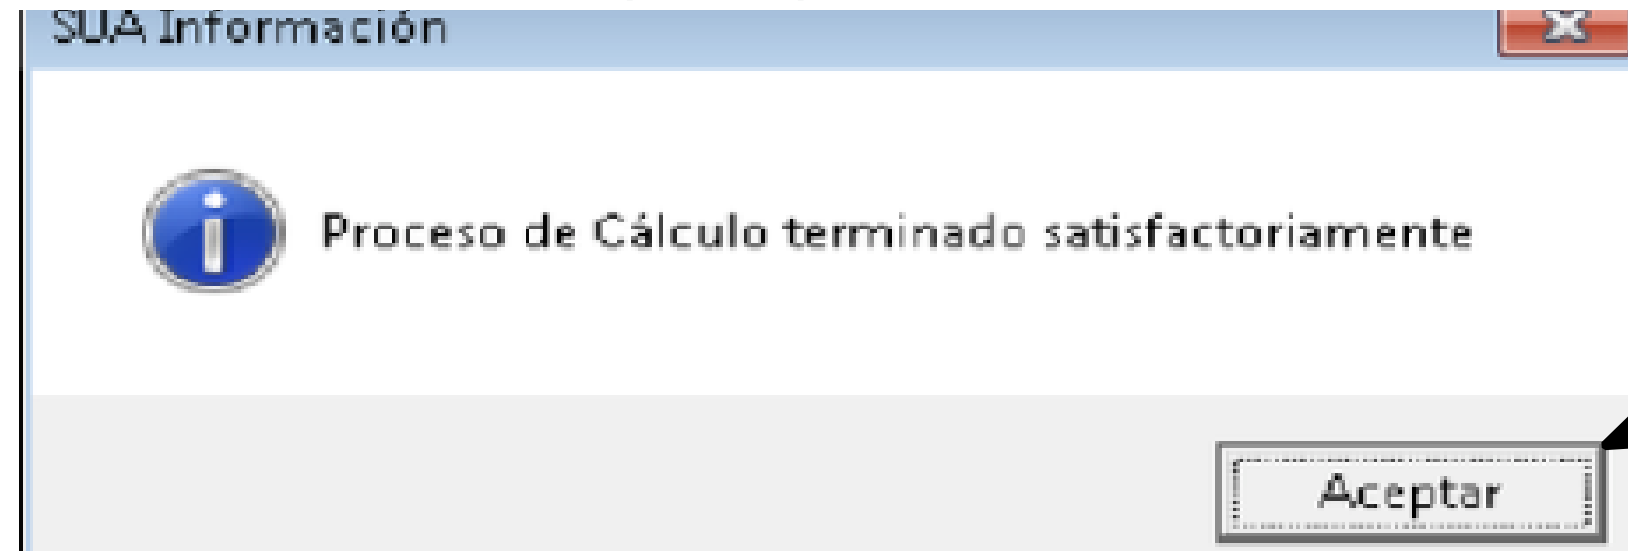 SUA Información
Proceso de Cálculo terminado satisfactoriamente
Aceptar